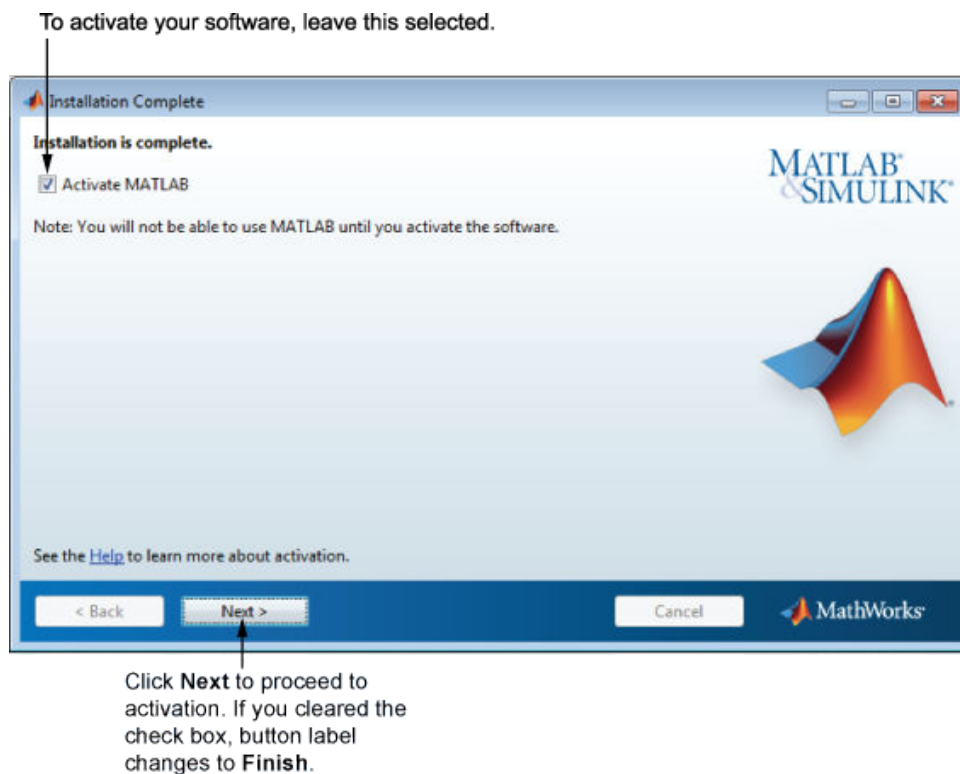 To activate your software, leave this selected.
Installation Complete
Installation is complete.
Activate MATLAB
Note: You will not be able to use MATLAB until you activate the software.
MATLAB®
&SIMULINK®
See the Help to learn more about activation.
< Back
Next >
Cancel
MathWorks®
Click Next to proceed to
activation. If you cleared the
check box, button label
changes to Finish.